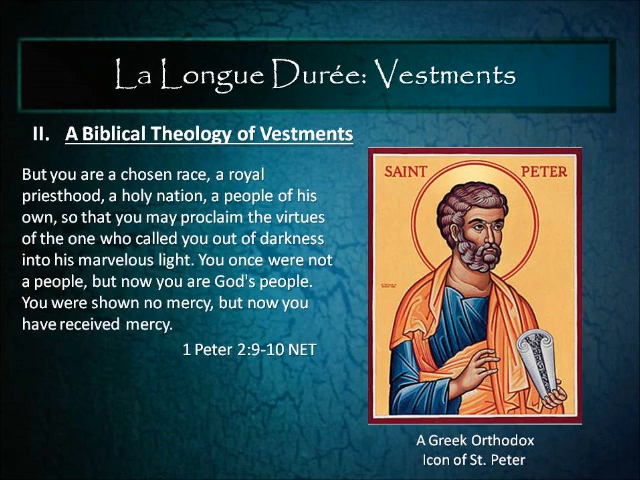 La Longue Durée: Vestments
II. A Biblical Theology of Vestments
But you are a chosen race, a royal
priesthood, a holy nation, a people of his
own, so that you may proclaim the virtues
of the one who called you out of darkness
into his marvelous light. You once were not
a people, but now you are God's people.
You were shown no mercy, but now you
have received mercy.
1 Peter 2:9-10 NET
SAINT PETER
A Greek Orthodox
Icon of St. Peter